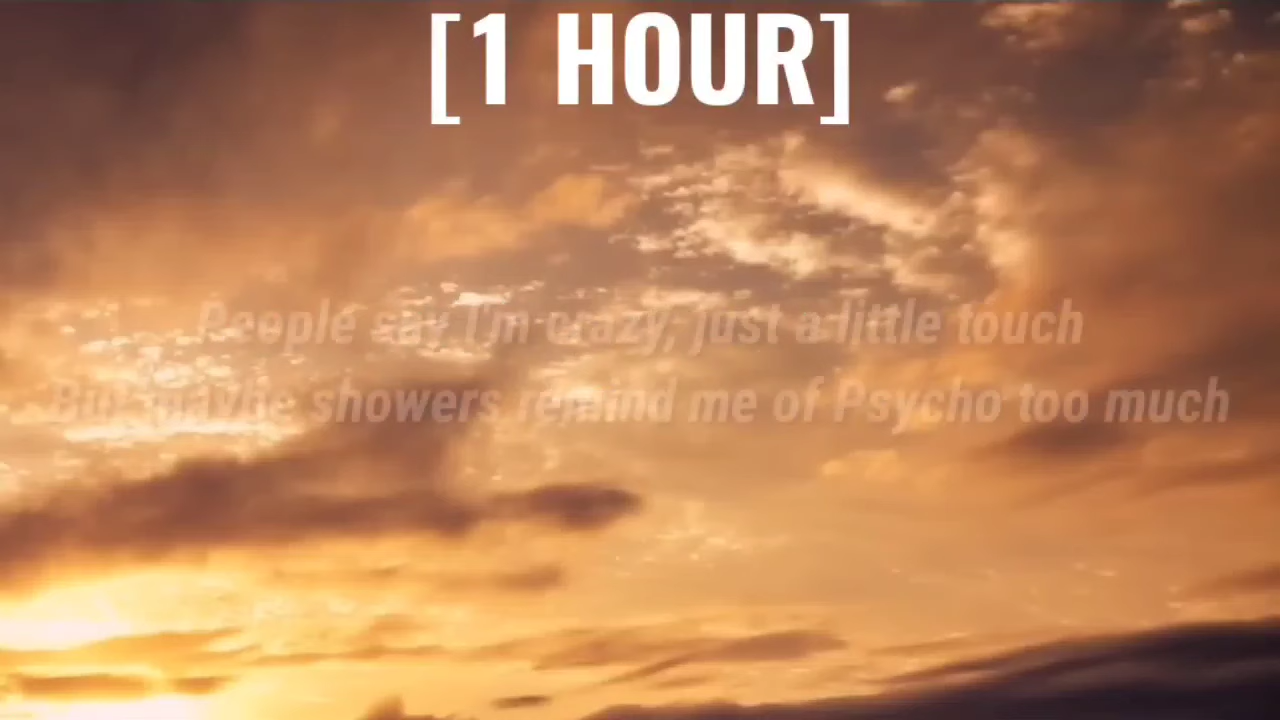 [1 HOUR]
People say I'm crazy, just a little touch
But maybe showers remind me of Psycho too much